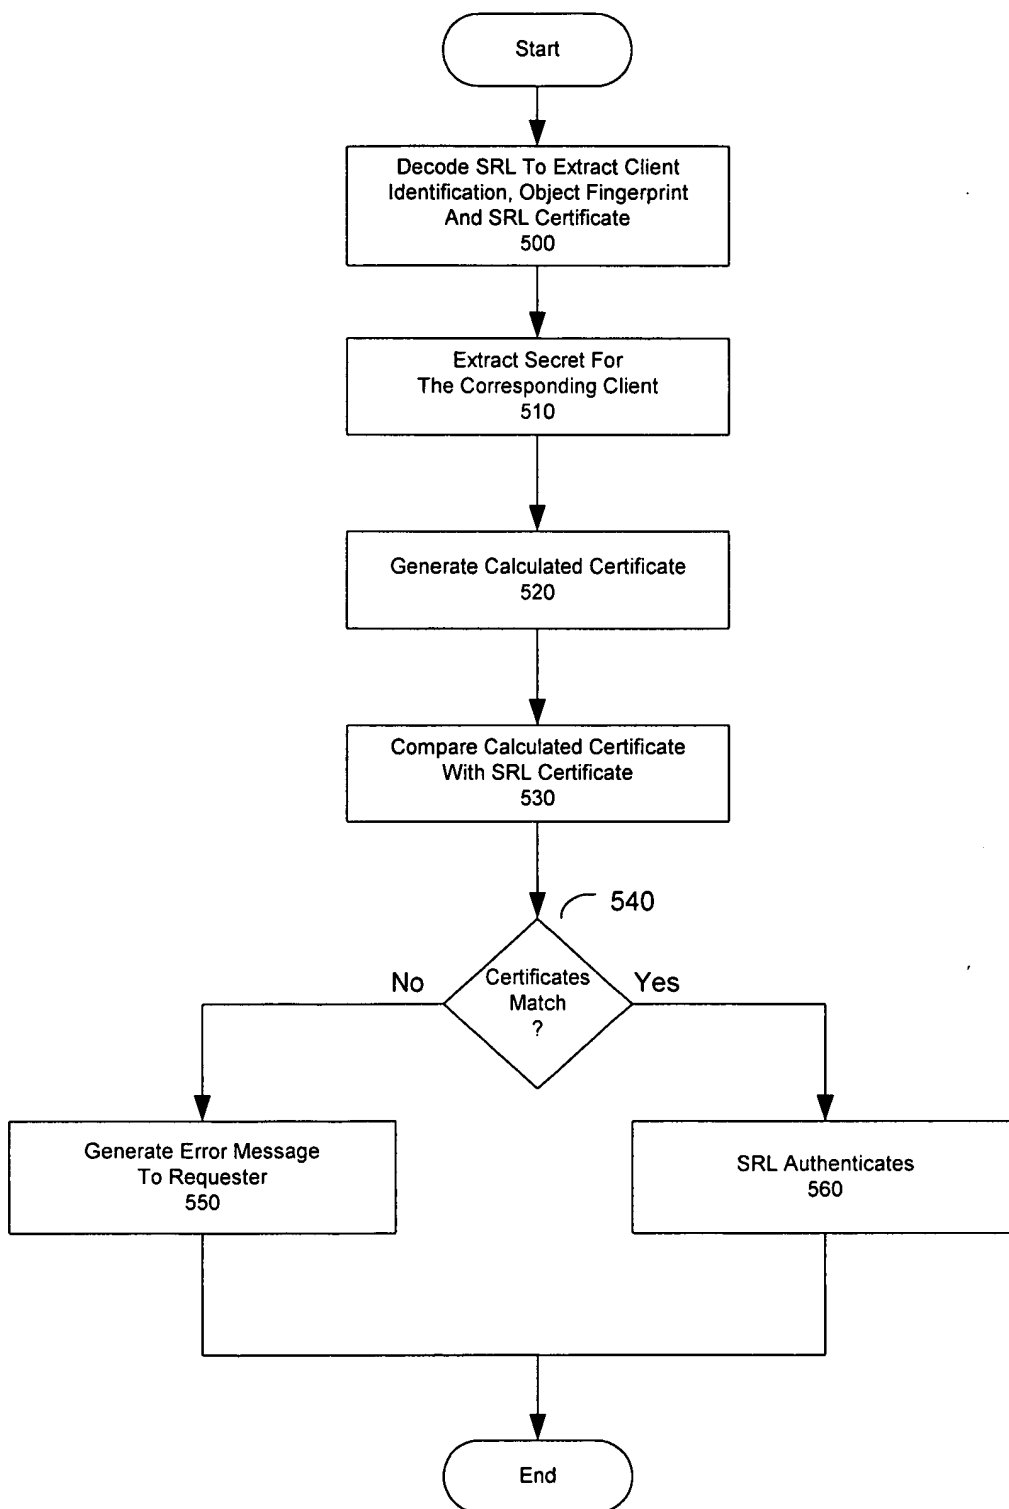 Start
Decode SRL To Extract Client
Identification, Object Fingerprint
And SRL Certificate
500
Extract Secret For
The Corresponding Client
510
Generate Calculated Certificate
520
Compare Calculated Certificate
With SRL Certificate
530
540
No
Certificates
Match
?
Yes
Generate Error Message
To Requester
550
SRL Authenticates
560
End